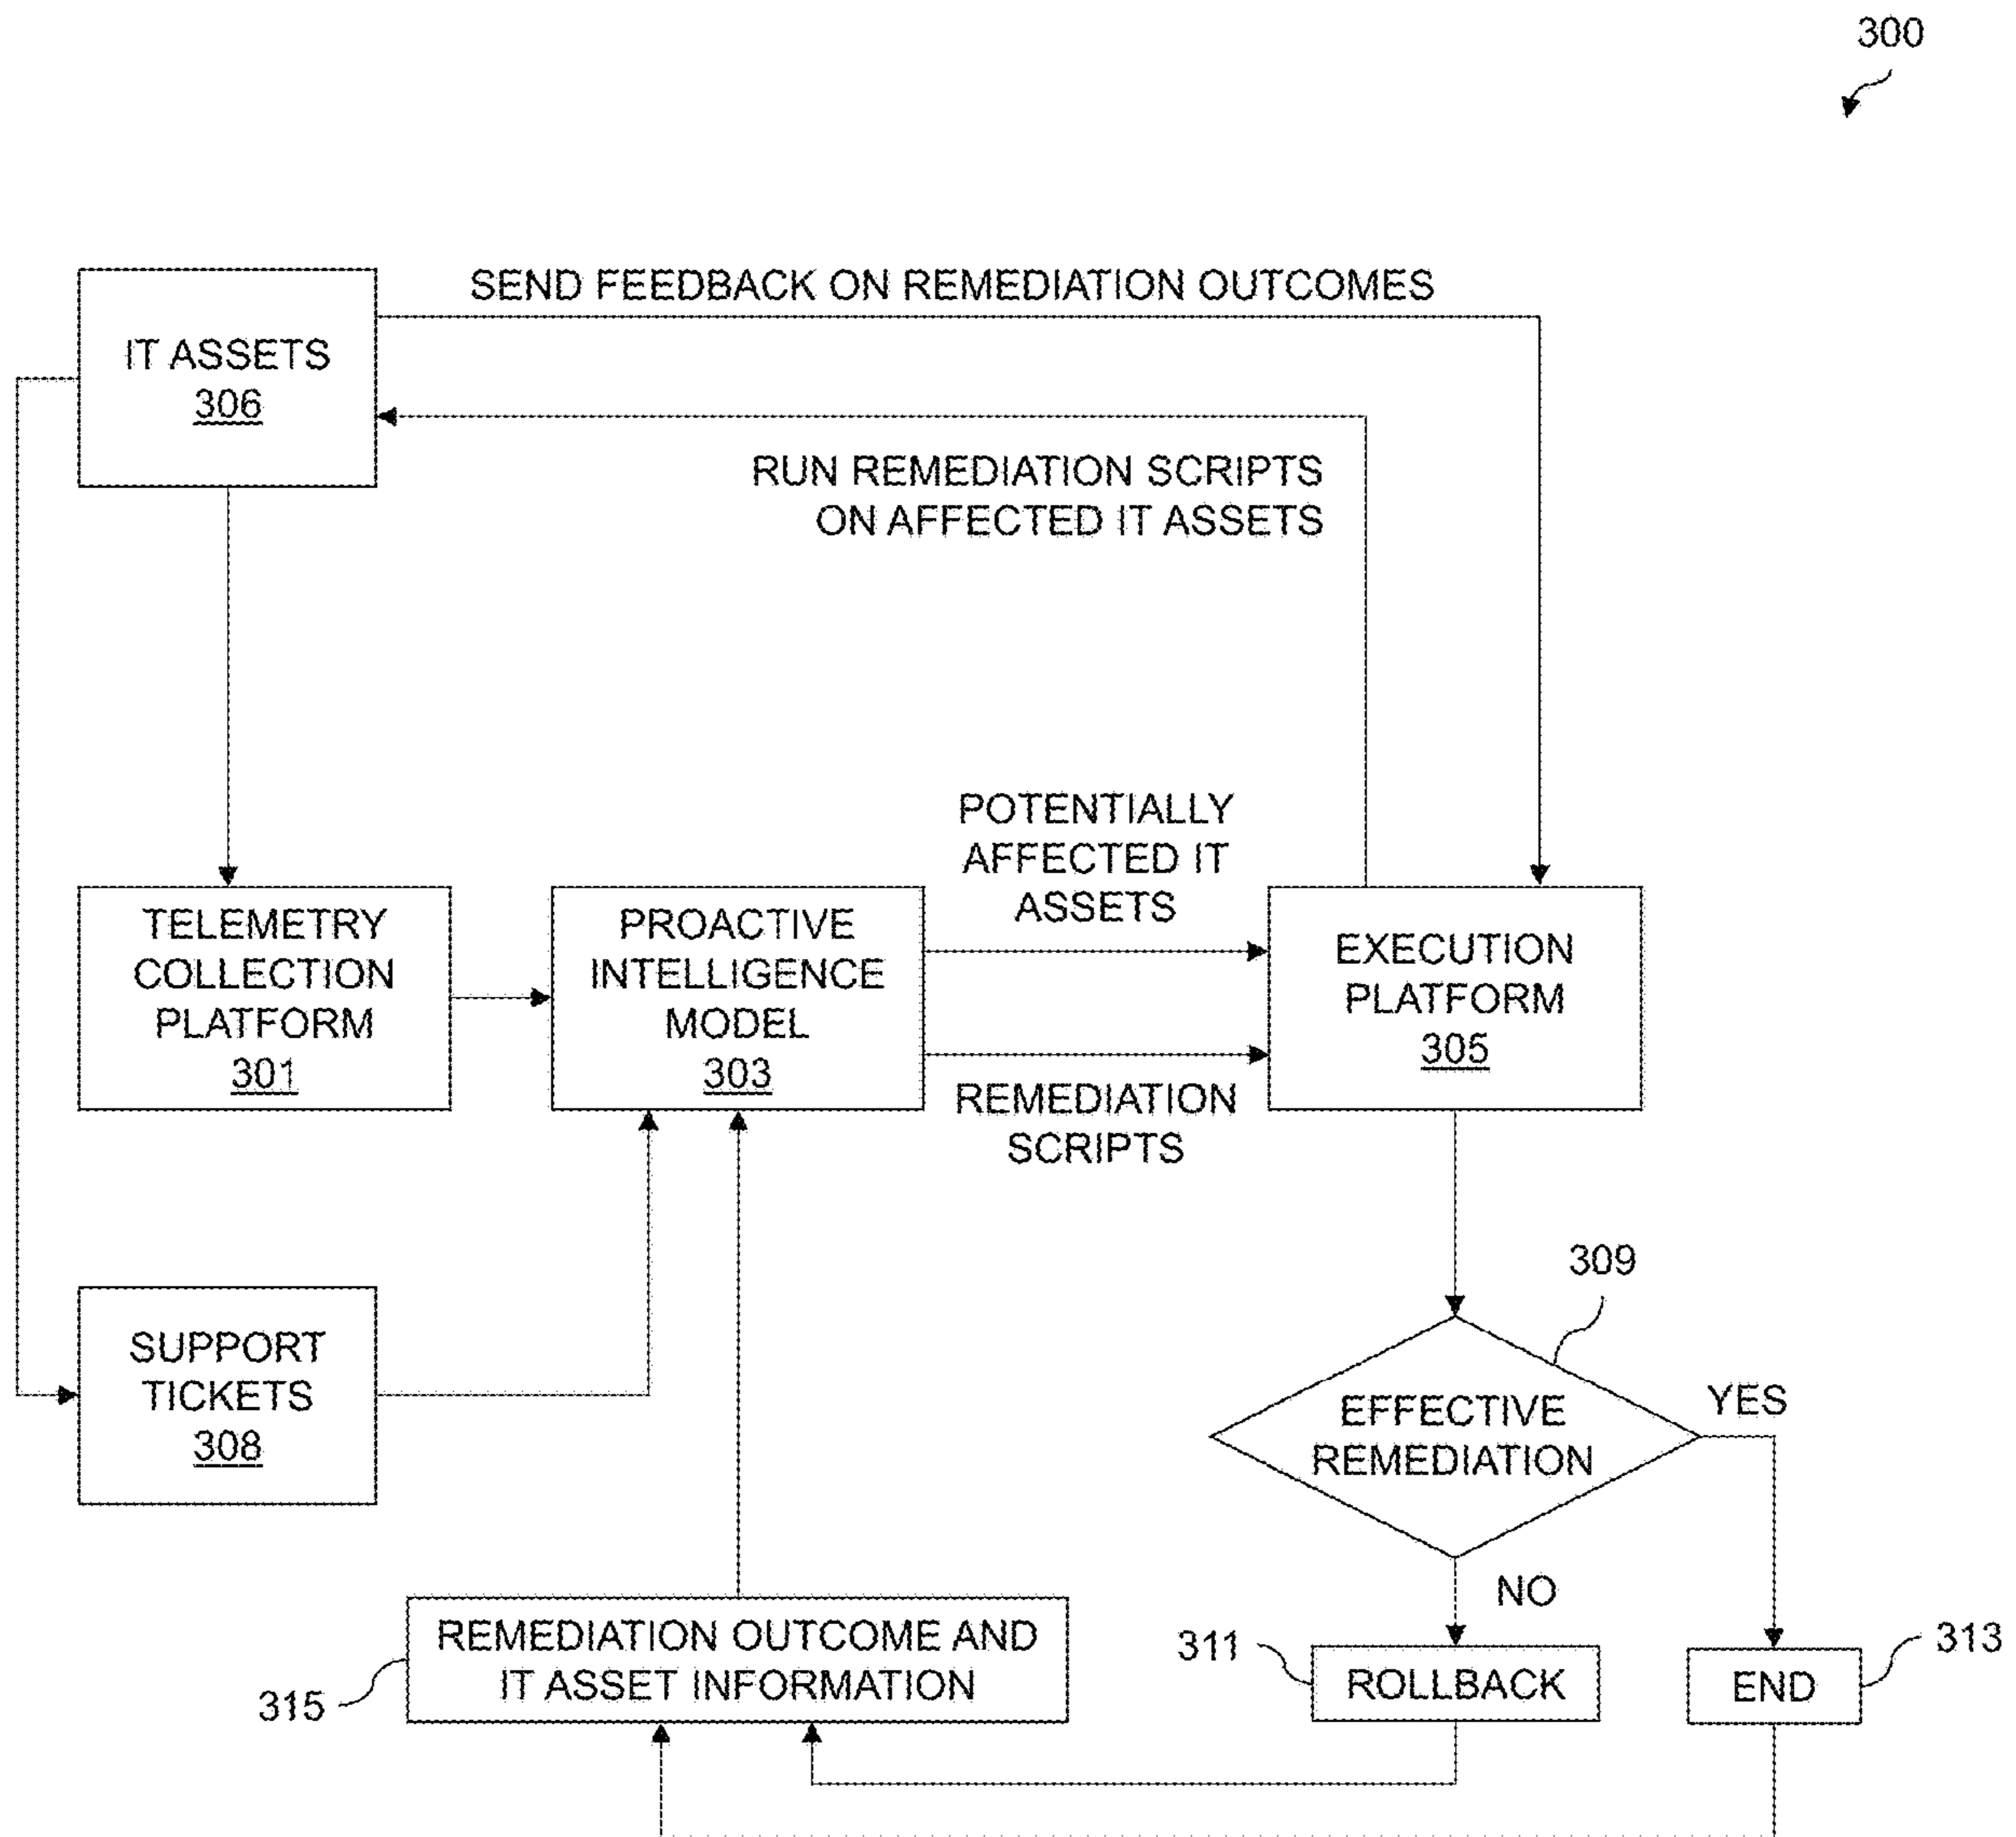 300
SEND FEEDBACK ON REMEDIATION OUTCOMES
IT ASSETS
306
RUN REMEDIATION SCRIPTS
ON AFFECTED IT ASSETS
POTENTIALLY
AFFECTED IT
ASSETS
TELEMETRY
COLLECTION
PLATFORM
301
PROACTIVE
INTELLIGENCE
MODEL
303
EXECUTION
PLATFORM
305
REMEDIATION
SCRIPTS
309
SUPPORT
TICKETS
308
EFFECTIVE
REMEDIATION
YES
NO
REMEDIATION OUTCOME AND
IT ASSET INFORMATION
315
311
ROLLBACK
END
313